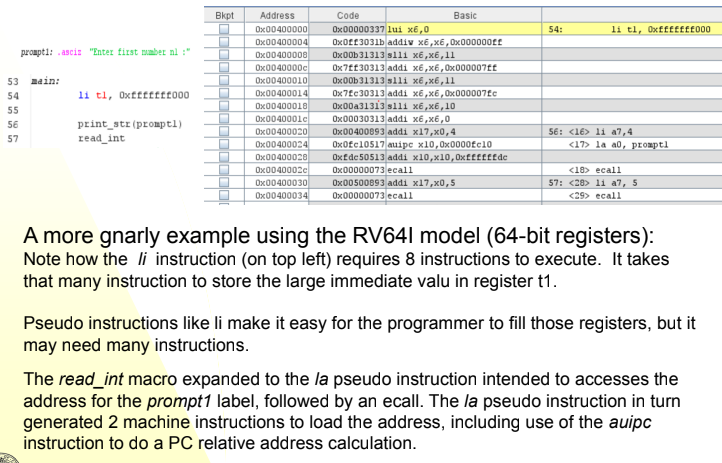 prompt1: .asciz "Enter first number n1 :"
53 main:
54 li t1, 0xfffffff000
55
56 print_str(prompt1)
57 read_int
Bkpt Address Code Basic
0x00400000 0x00000337 lui x6,0 54: li t1, 0xfffffff000
0x00400004 0x0ff3031b addiw x6,x6,0x000000ff
0x00400008 0x00b31313 slli x6,x6,11
0x0040000c 0x7ff30313 addi x6,x6,0x000007ff
0x00400010 0x00b31313 slli x6,x6,11
0x00400014 0x7fc30313 addi x6,x6,0x000007fc
0x00400018 0x00a31313 slli x6,x6,10
0x0040001c 0x00030313 addi x6,x6,0
0x00400020 0x00400893 addi x17,x0,4 56: <16> li a7,4
0x00400024 0x0fc10517 auipc x10,0x0000fc10 <17> la a0, prompt1
0x00400028 0xfdc50513 addi x10,x10,0xffffffdc
0x0040002c 0x00000073 ecall <18> ecall
0x00400030 0x00500893 addi x17,x0,5 57: <28> li a7, 5
0x00400034 0x00000073 ecall <29> ecall
A more gnarly example using the RV64I model (64-bit registers):
Note how the li instruction (on top left) requires 8 instructions to execute. It takes
that many instruction to store the large immediate valu in register t1.
Pseudo instructions like li make it easy for the programmer to fill those registers, but it
may need many instructions.
The read_int macro expanded to the la pseudo instruction intended to accesses the
address for the prompt1 label, followed by an ecall. The la pseudo instruction in turn
generated 2 machine instructions to load the address, including use of the auipc
instruction to do a PC relative address calculation.